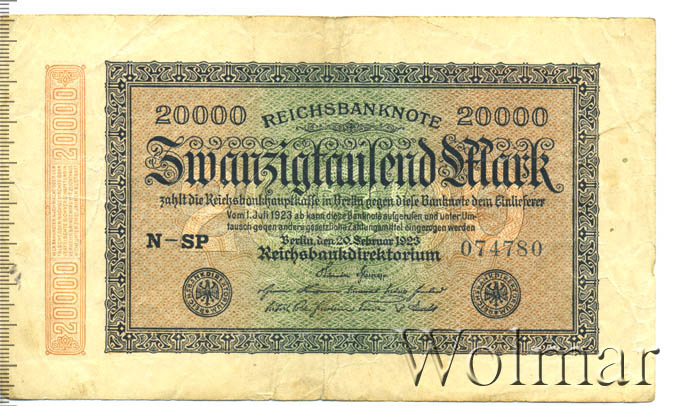 20000 REICHSBANKNOTE 20000
Zwanzigtausend Mark
zahlt die Reichsbankhauptkasse in Berlin gegen diese Banknote dem Einlieferer
Vom 1. Juli 1923 ab kann diese Banknote aufgerufen und unter Um-
tausch gegen andere gesetzliche Zahlungsmittel eingezogen werden
Berlin, den 20. Februar 1923
N-SP Reichsbankdirektorium 074780
20000
20000
Wolmar